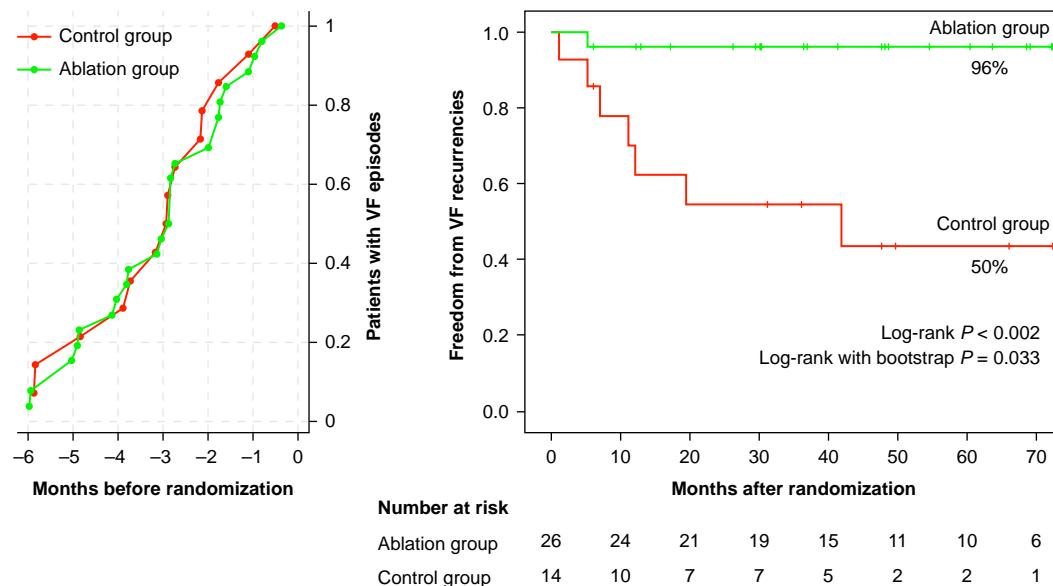 Control group
Ablation group
1
0.8
0.6
0.4
0.2
0
Patients with VF episodes
–6 –5 –4 –3 –2 –1 0
Months before randomization
Freedom from VF recurrencies
1.0
0.8
0.6
0.4
0.2
0.0
Ablation group
96%
Control group
50%
Log-rank P < 0.002
Log-rank with bootstrap P = 0.033
0 10 20 30 40 50 60 70
Months after randomization
Number at risk
Ablation group 26 24 21 19 15 11 10 6
Control group 14 10 7 7 5 2 2 1